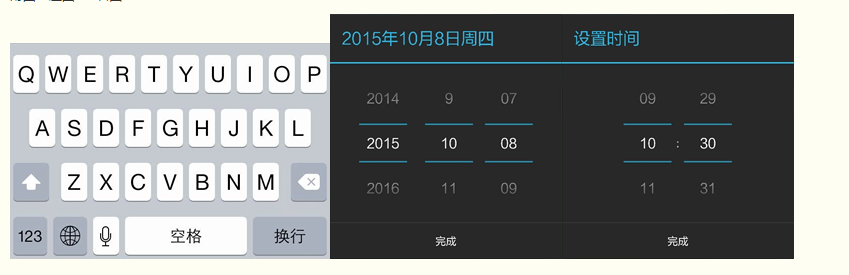 Q W E R T Y U I O P
A S D F G H J K L
Z X C V B N M
123 空格 换行
2015年10月8日周四
2014 9 07
2015 10 08
2016 11 09
完成
设置时间
09 29
10 : 30
11 31
完成